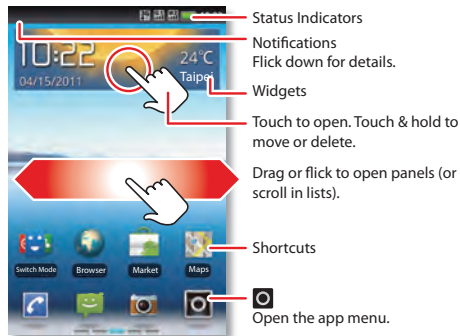 Status Indicators
Notifications
Flick down for details.
10:22
24°C
04/15/2011
Taipei
Widgets
Touch to open. Touch & hold to
move or delete.
Drag or flick to open panels (or
scroll in lists).
Shortcuts
Switch Mode
Browser
Market
Maps
Open the app menu.